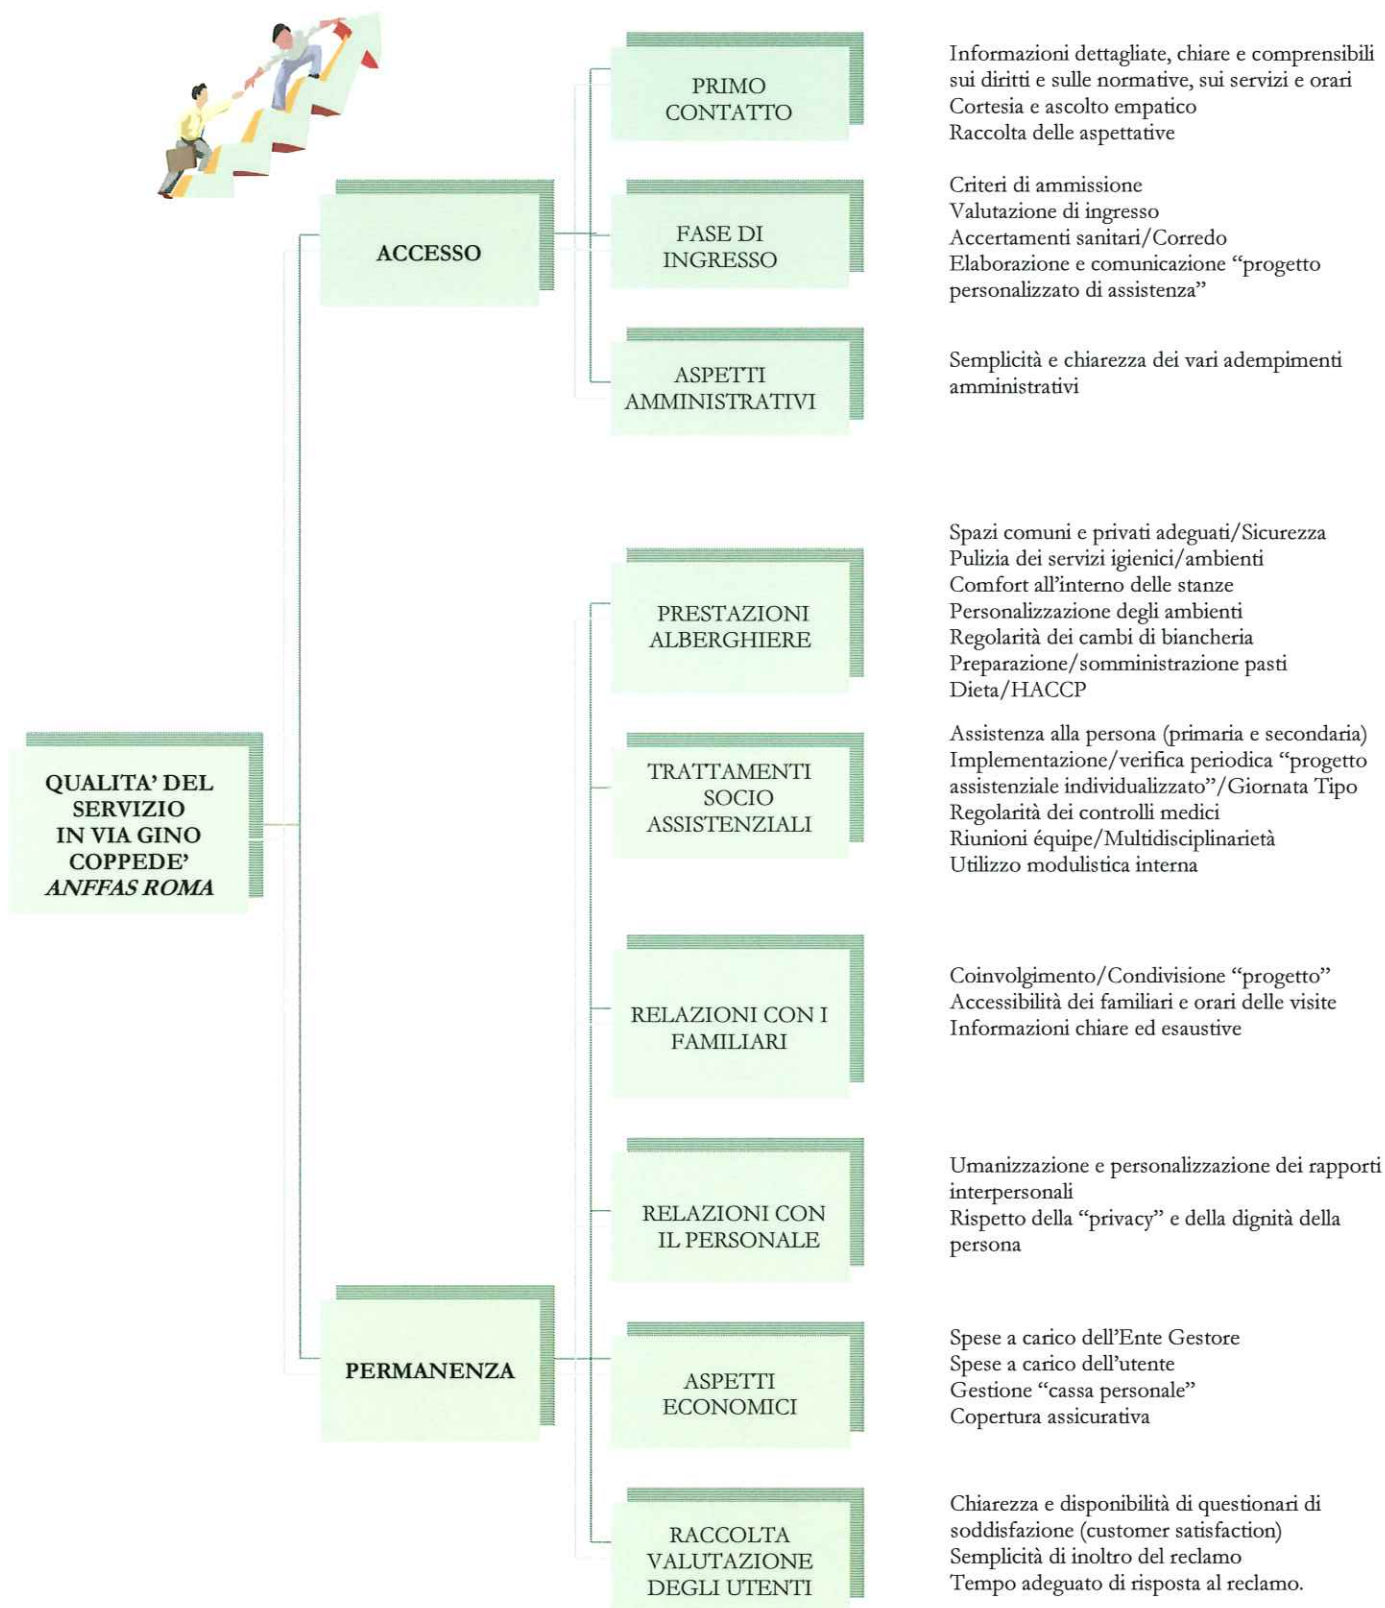 PRIMO
CONTATTO
Informazioni dettagliate, chiare e comprensibili
sui diritti e sulle normative, sui servizi e orari
Cortesia e ascolto empatico
Raccolta delle aspettative
ACCESSO
FASE DI
INGRESSO
Criteri di ammissione
Valutazione di ingresso
Accertamenti sanitari/Corredo
Elaborazione e comunicazione “progetto
personalizzato di assistenza”
ASPETTI
AMMINISTRATIVI
Semplicità e chiarezza dei vari adempimenti
amministrativi
PRESTAZIONI
ALBERGHIERE
Spazi comuni e privati adeguati/Sicurezza
Pulizia dei servizi igienici/ambienti
Comfort all’interno delle stanze
Personalizzazione degli ambienti
Regolarità dei cambi di biancheria
Preparazione/somministrazione pasti
Dieta/HACCP
QUALITA’ DEL
SERVIZIO
IN VIA GINO
COPPEDE’
ANFFAS ROMA
TRATTAMENTI
SOCIO
ASSISTENZIALI
Assistenza alla persona (primaria e secondaria)
Implementazione/verifica periodica “progetto
assistenziale individualizzato”/Giornata Tipo
Regolarità dei controlli medici
Riunioni équipe/Multidisciplinarietà
Utilizzo modulistica interna
RELAZIONI CON I
FAMILIARI
Coinvolgimento/Condivisione “progetto”
Accessibilità dei familiari e orari delle visite
Informazioni chiare ed esaustive
RELAZIONI CON
IL PERSONALE
Umanizzazione e personalizzazione dei rapporti
interpersonali
Rispetto della “privacy” e della dignità della
persona
PERMANENZA
ASPETTI
ECONOMICI
Spese a carico dell’Ente Gestore
Spese a carico dell’utente
Gestione “cassa personale”
Copertura assicurativa
RACCOLTA
VALUTAZIONE
DEGLI UTENTI
Chiarezza e disponibilità di questionari di
soddisfazione (customer satisfaction)
Semplicità di inoltro del reclamo
Tempo adeguato di risposta al reclamo.